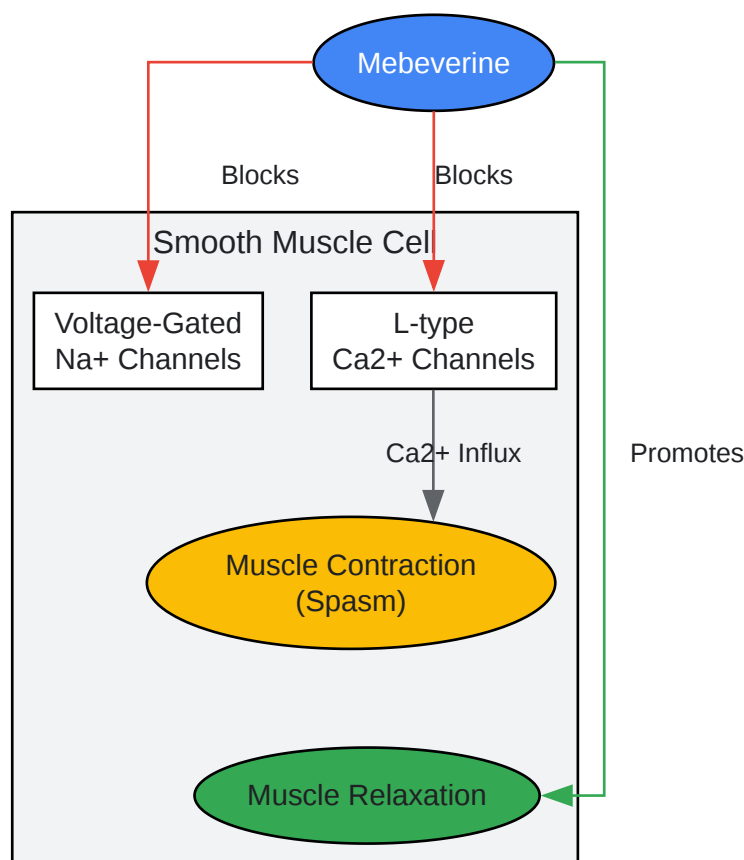 Mebeverine
Blocks
Blocks
Smooth Muscle Cell
Voltage-Gated
Na+ Channels
L-type
Ca2+ Channels
Ca2+ Influx
Promotes
Muscle Contraction
(Spasm)
Muscle Relaxation